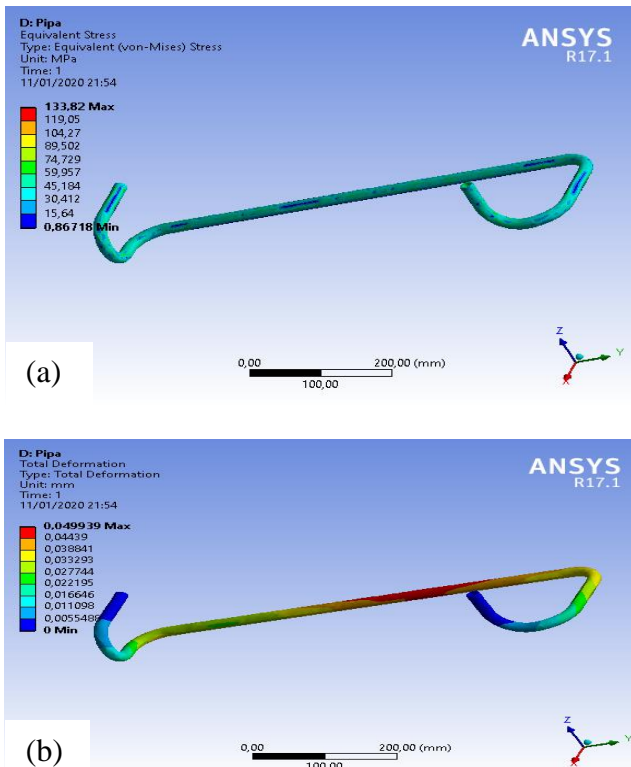 D: Pipa
Equivalent Stress
Type: Equivalent (von-Mises) Stress
Unit: MPa
Time: 1
11/01/2020 21:54
ANSYS
R17.1
133,82 Max
119,05
104,27
89,502
74,729
59,957
45,184
30,412
15,64
0,86718 Min
Z
Y
X
0,00 200,00 (mm)
100,00
(a)
D: Pipa
Total Deformation
Type: Total Deformation
Unit: mm
Time: 1
11/01/2020 21:54
ANSYS
R17.1
0,049939 Max
0,04439
0,038841
0,033293
0,027744
0,022195
0,016646
0,011098
0,0055488
0 Min
Z
Y
X
0,00 200,00 (mm)
100,00
(b)